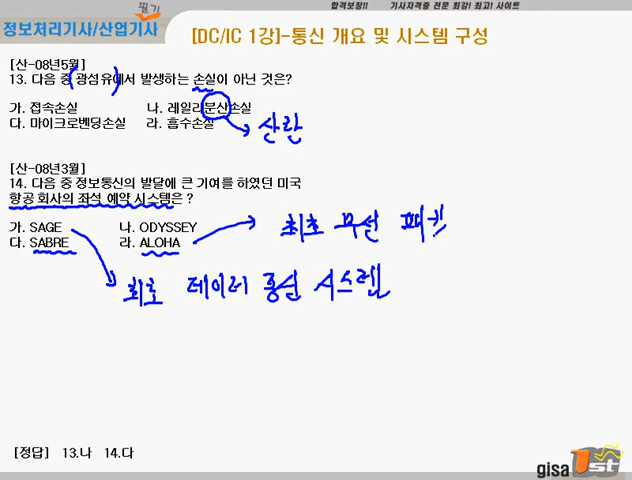 합격보장!! 기사자격증 전문 최강! 최고! 사이트
필기
정보처리기사/산업기사
[DC/IC 1강]-통신 개요 및 시스템 구성
[산-08년5월]
13. 다음 중 광섬유에서 발생하는 손실이 아닌 것은?
가. 접속손실 나. 레일리분산손실
다. 마이크로벤딩손실 라. 흡수손실
산란
[산-08년3월]
14. 다음 중 정보통신의 발달에 큰 기여를 하였던 미국
항공 회사의 좌석 예약 시스템은 ?
가. SAGE 나. ODYSSEY
다. SABRE 라. ALOHA
최초 무선 패킷
최초 데이터 통신 시스템
[정답] 13.나 14.다
gisa 1st